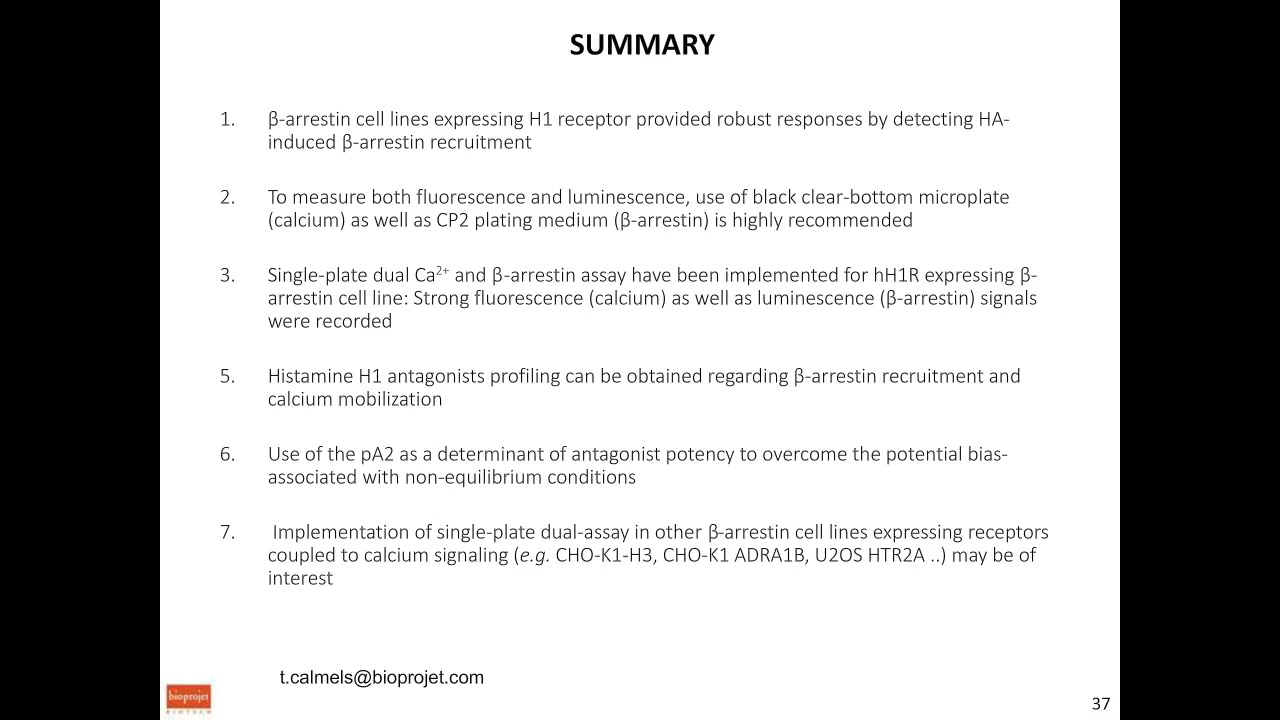 SUMMARY
1. β-arrestin cell lines expressing H1 receptor provided robust responses by detecting HA-
induced β-arrestin recruitment
2. To measure both fluorescence and luminescence, use of black clear-bottom microplate
(calcium) as well as CP2 plating medium (β-arrestin) is highly recommended
3. Single-plate dual Ca²⁺ and β-arrestin assay have been implemented for hH1R expressing β-
arrestin cell line: Strong fluorescence (calcium) as well as luminescence (β-arrestin) signals
were recorded
5. Histamine H1 antagonists profiling can be obtained regarding β-arrestin recruitment and
calcium mobilization
6. Use of the pA2 as a determinant of antagonist potency to overcome the potential bias-
associated with non-equilibrium conditions
7. Implementation of single-plate dual-assay in other β-arrestin cell lines expressing receptors
coupled to calcium signaling (e.g. CHO-K1-H3, CHO-K1 ADRA1B, U2OS HTR2A ..) may be of
interest
t.calmels@bioprojet.com
bioprojet
BIOTECH
37